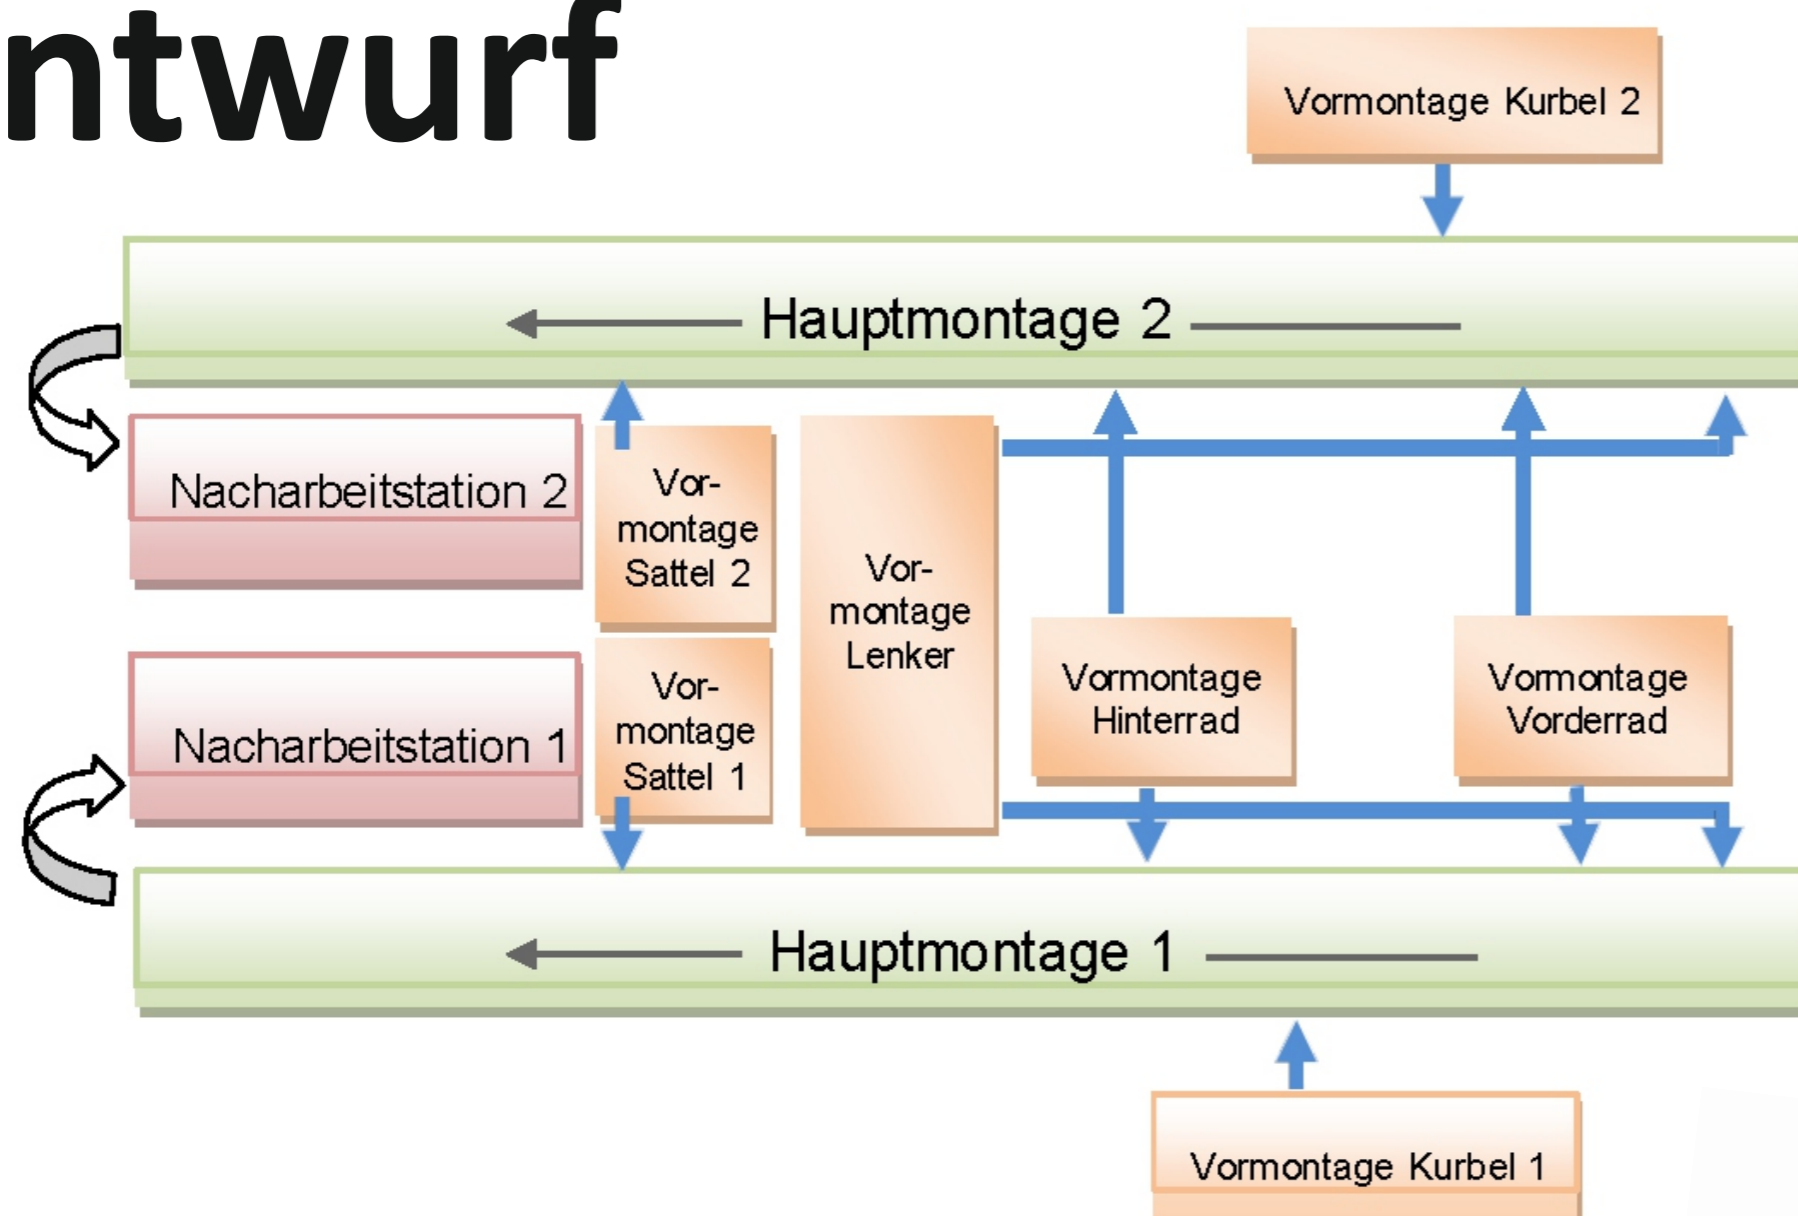 ntwurf
Vormontage Kurbel 2
Hauptmontage 2
Nacharbeitstation 2
Vor-
montage
Sattel 2
Vor-
montage
Lenker
Vormontage
Hinterrad
Vormontage
Vorderrad
Nacharbeitstation 1
Vor-
montage
Sattel 1
Hauptmontage 1
Vormontage Kurbel 1